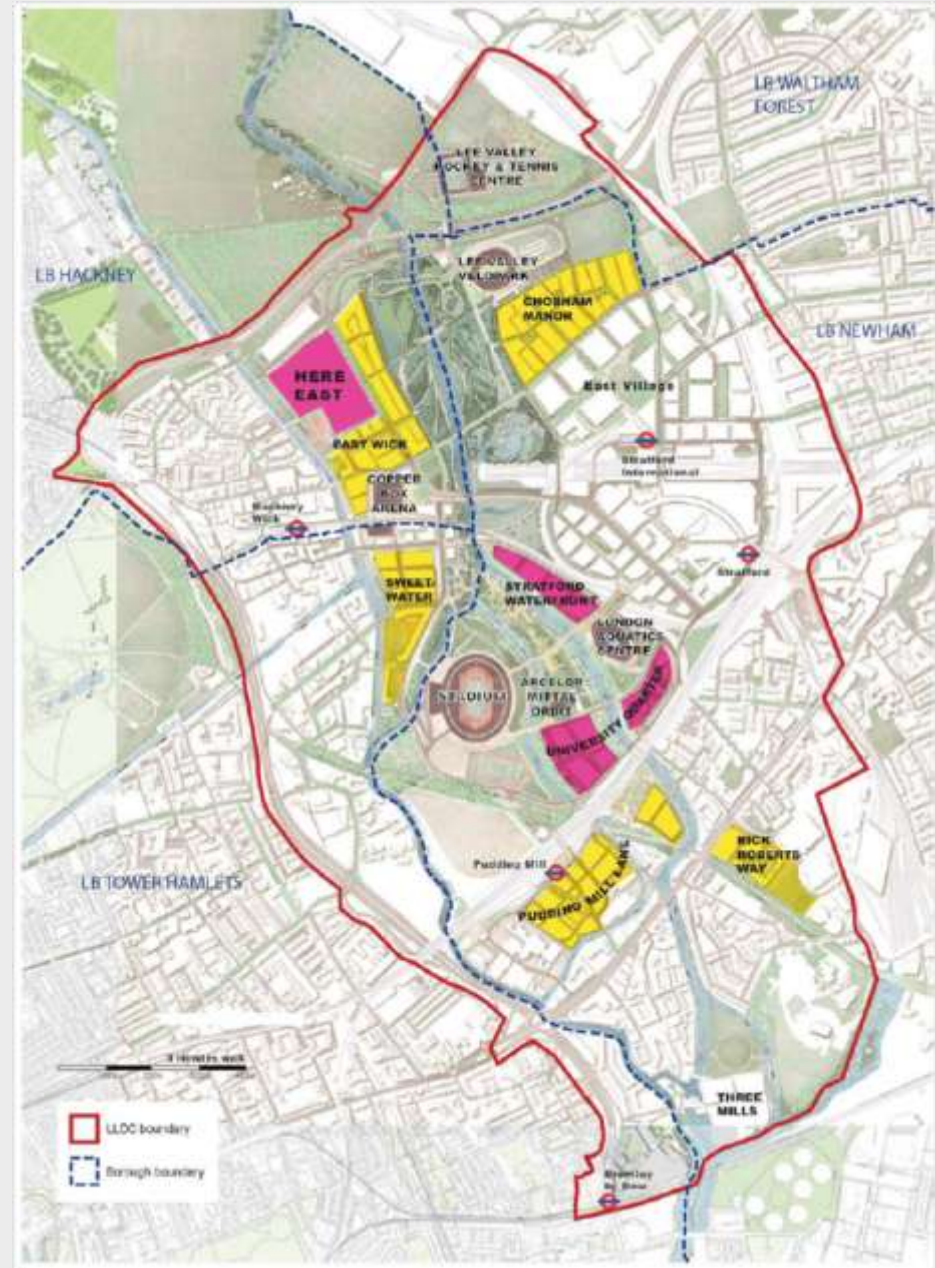 LB WALTHAM
FOREST
LEE VALLEY
HOCKEY & TENNIS
CENTRE
LB HACKNEY
LEE VALLEY
VELOPARK
CHOBHAM
MANOR
LB NEWHAM
HERE
EAST
East Village
EAST WICK
Stratford
International
COPPER
BOX
ARENA
Hackney
Wick
Stratford
SWEET
WATER
STRATFORD
WATERFRONT
LONDON
AQUATICS
CENTRE
STADIUM
ARCELOR
MITTAL
ORBIT
UNIVERSITY QUARTER
RICK
ROBERTS
WAY
Pudding Mill
PUDDING MILL LANE
LB TOWER HAMLETS
minutes walk
THREE
MILLS
LLDC boundary
Borough boundary
Bromley
by Bow